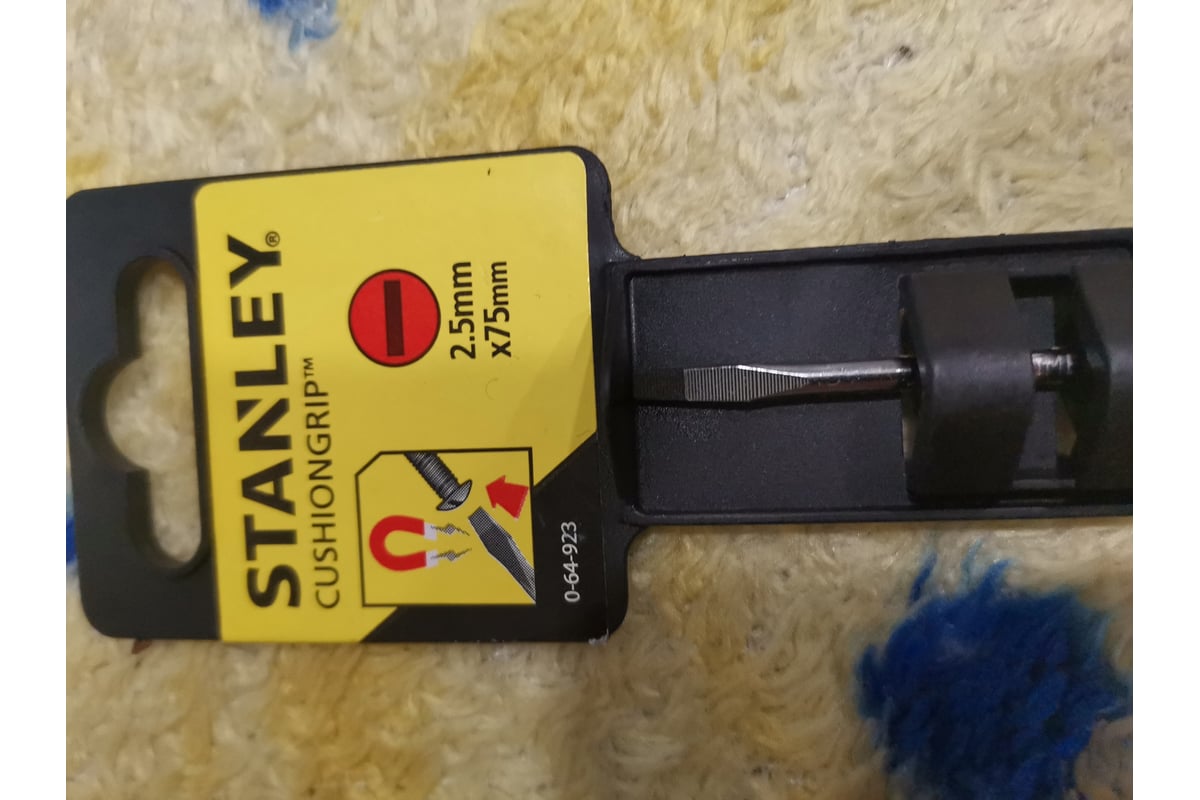 STANLEY®
CUSHIONGRIP™
2.5mm
x75mm
0-64-923